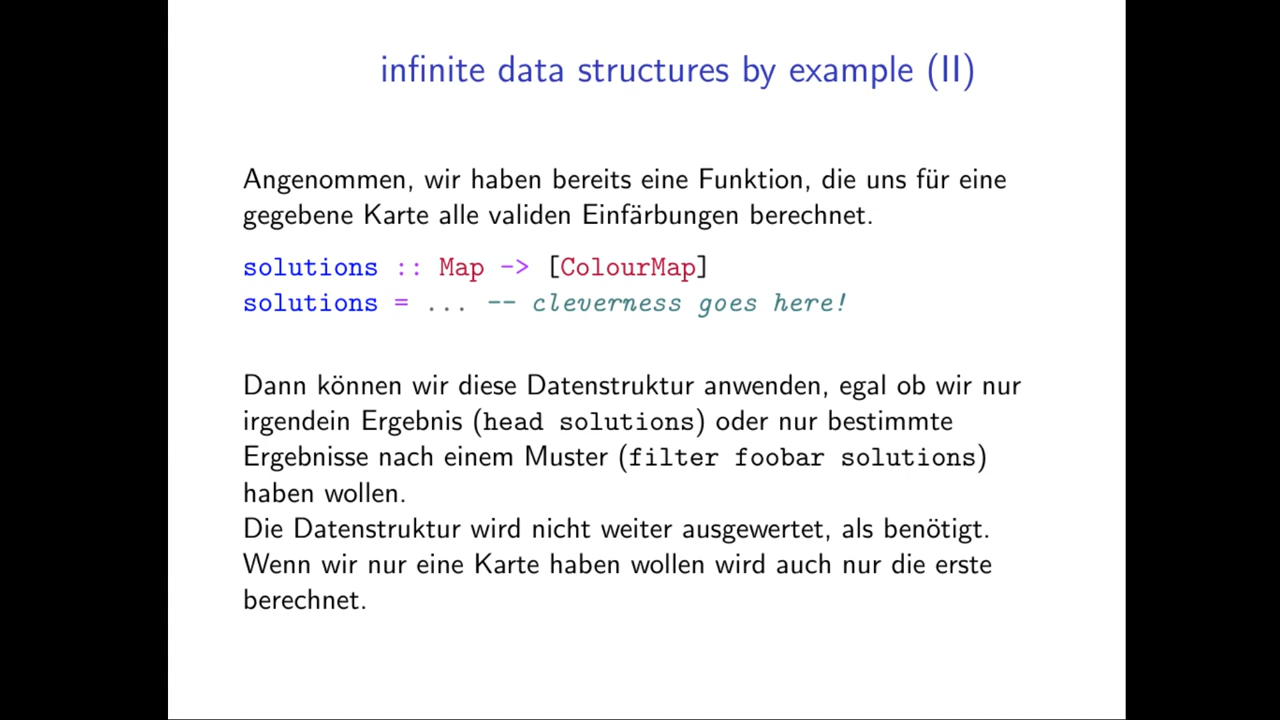 infinite data structures by example (II)
Angenommen, wir haben bereits eine Funktion, die uns für eine
gegebene Karte alle validen Einfärbungen berechnet.
solutions :: Map -> [ColourMap]
solutions = ... -- cleverness goes here!
Dann können wir diese Datenstruktur anwenden, egal ob wir nur
irgendein Ergebnis (head solutions) oder nur bestimmte
Ergebnisse nach einem Muster (filter foobar solutions)
haben wollen.
Die Datenstruktur wird nicht weiter ausgewertet, als benötigt.
Wenn wir nur eine Karte haben wollen wird auch nur die erste
berechnet.